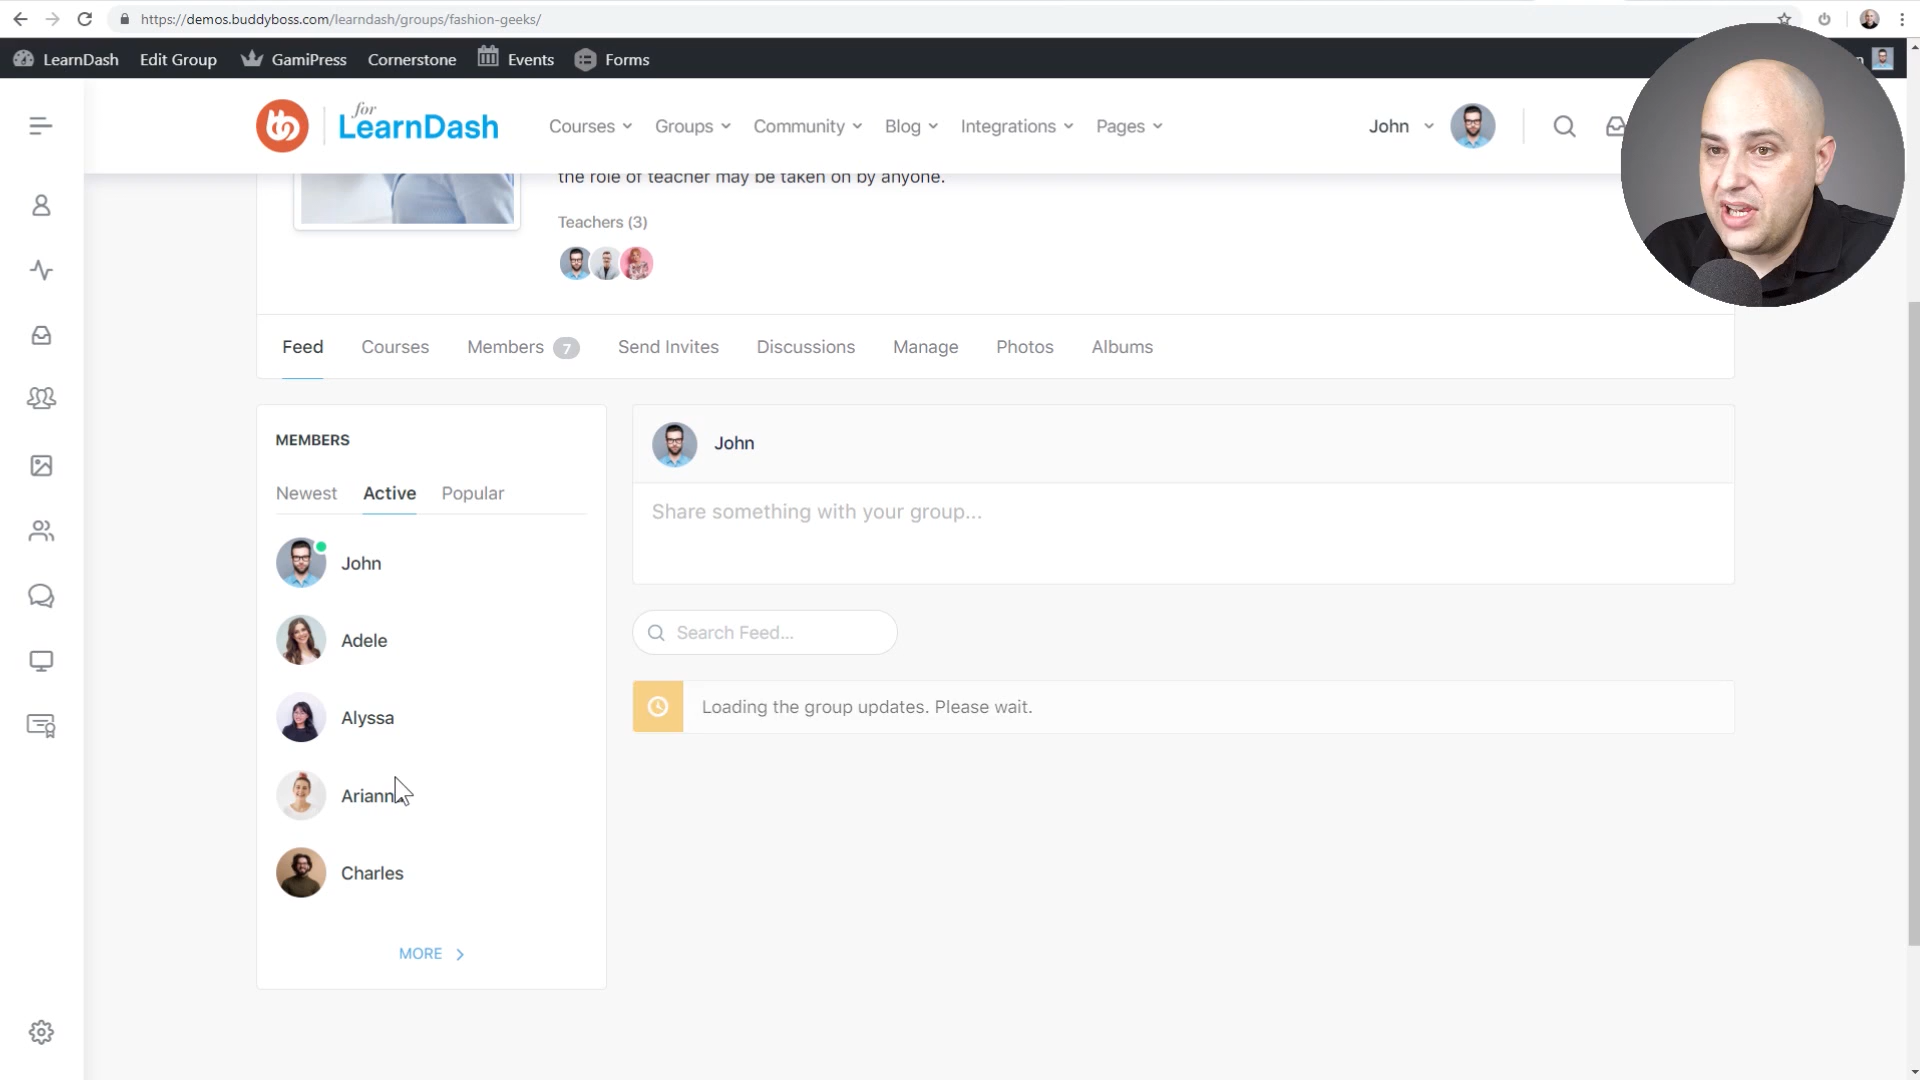 https://demos.buddyboss.com/learndash/groups/fashion-geeks/
LearnDash Edit Group GamiPress Cornerstone Events Forms
for
LearnDash
Courses Groups Community Blog Integrations Pages John
the role of teacher may be taken on by anyone.
Teachers (3)
Feed Courses Members 7 Send Invites Discussions Manage Photos Albums
MEMBERS
Newest Active Popular
John
Adele
Alyssa
Charles
MORE
John
Share something with your group...
Search Feed...
Loading the group updates. Please wait.